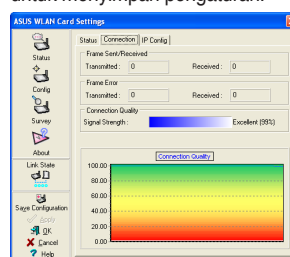 untuk menyimpan pengaturan.
ASUS WLAN Card Settings
Status
Config
Survey
About
Link State
Save Configuration
Apply
OK
Cancel
Help
Status Connection IP Config
Frame Sent/Received
Transmitted : 0 Received : 0
Frame Error
Transmitted : 0 Received : 0
Connection Quality
Signal Strength : Excellent (99%)
Connection Quality
100.00
80.00
60.00
40.00
20.00
0.00